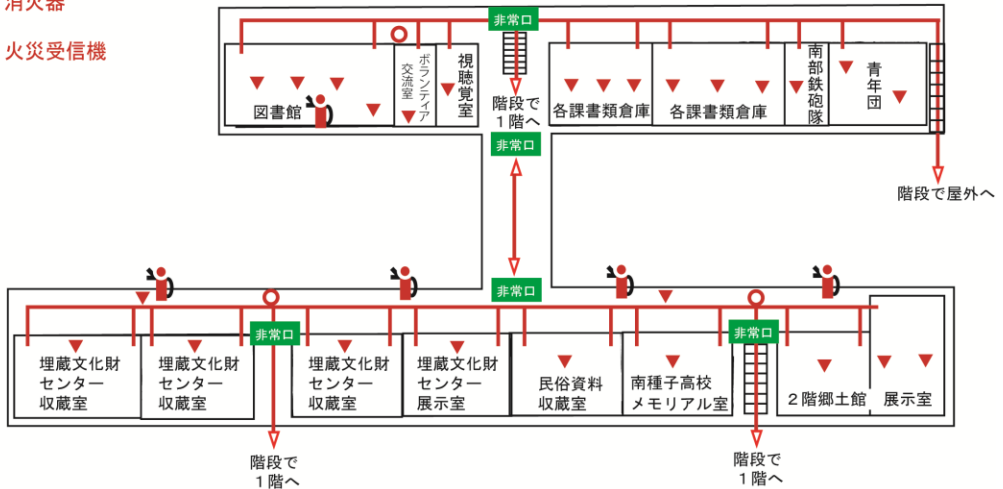 消火器
火災受信機
非常口
図書館
ボランティア
交流室
視聴覚室
階段で
1階へ
各課書類倉庫
各課書類倉庫
南部鉄砲隊
青年団
非常口
階段で屋外へ
非常口
非常口
非常口
埋蔵文化財
センター
収蔵室
埋蔵文化財
センター
収蔵室
埋蔵文化財
センター
収蔵室
埋蔵文化財
センター
展示室
民俗資料
収蔵室
南種子高校
メモリアル室
2階郷土館
展示室
階段で
1階へ
階段で
1階へ